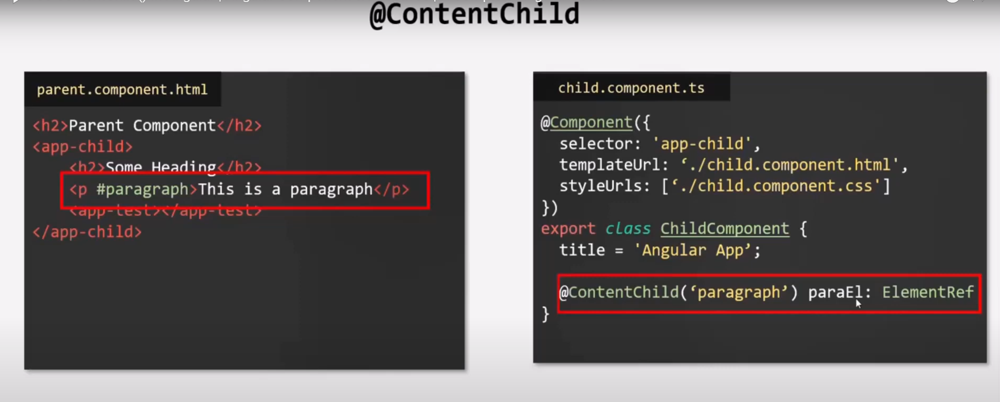 @ContentChild
parent.component.html
<h2>Parent Component</h2>
<app-child>
<h2>Some Heading</h2>
<p #paragraph>This is a paragraph</p>
<app-test></app-test>
</app-child>
child.component.ts
@Component({
selector: 'app-child',
templateUrl: ‘./child.component.html',
styleUrls: [‘./child.component.css']
})
export class ChildComponent {
title = 'Angular App’;
@ContentChild(‘paragraph’) paraEl: ElementRef
}